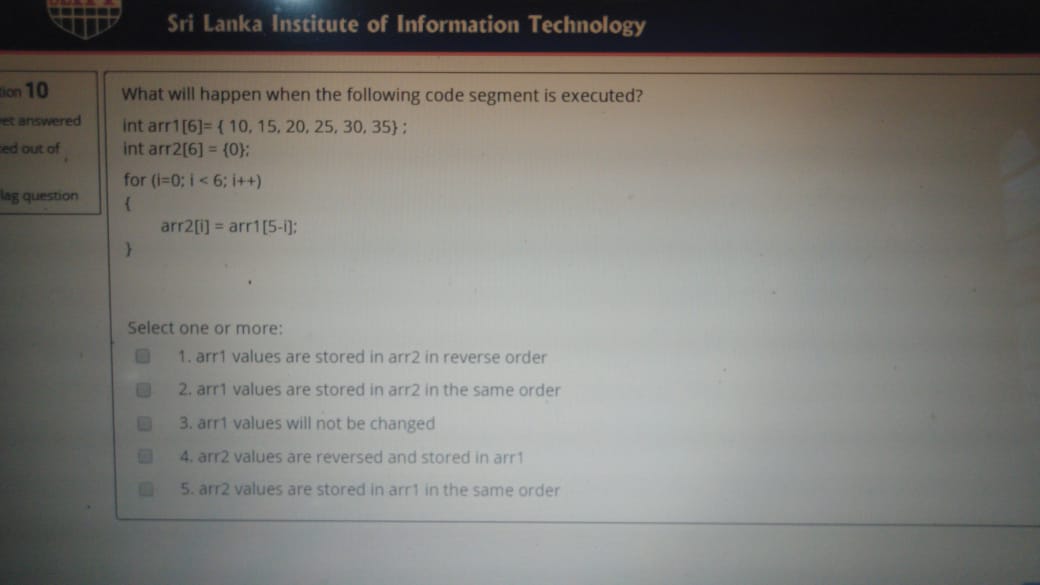 Sri Lanka Institute of Information Technology
10
What will happen when the following code segment is executed?
answered
int arr1[6]= { 10, 15, 20, 25, 30, 35} ;
out of
int arr2[6] = {0};
for (i=0; i < 6; i++)
question
{
arr2[i] = arr1[5-i];
}
Select one or more:
1. arr1 values are stored in arr2 in reverse order
2. arr1 values are stored in arr2 in the same order
3. arr1 values will not be changed
4. arr2 values are reversed and stored in arr1
5. arr2 values are stored in arr1 in the same order